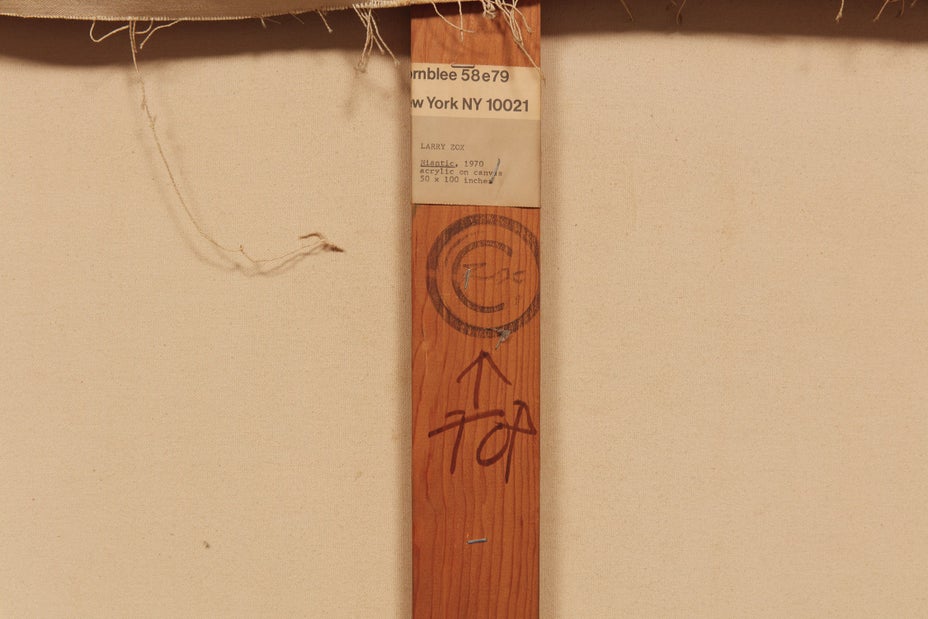 ornblee 58e79
ew York NY 10021
LARRY ZOX
Niantic, 1970
acrylic on canvas
50 x 100 inches
©
TOP